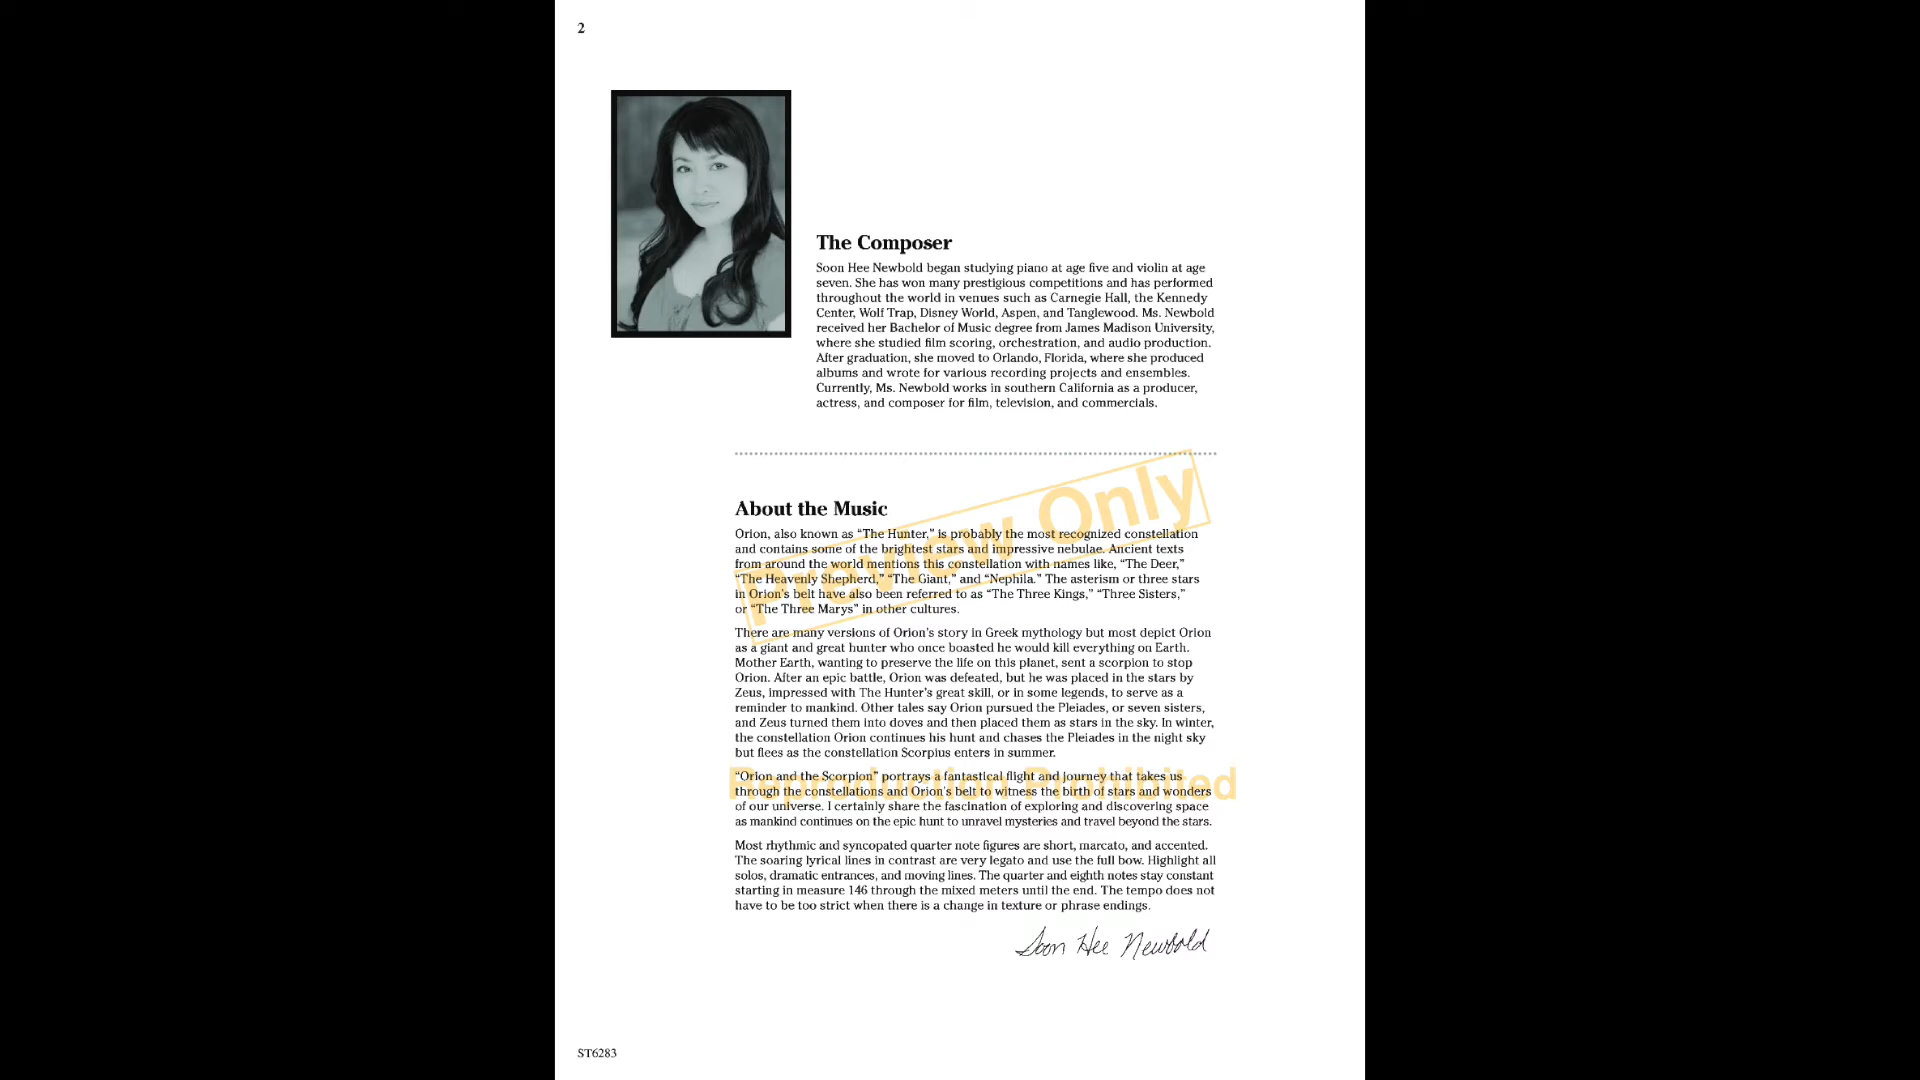 2
The Composer
Soon Hee Newbold began studying piano at age five and violin at age
seven. She has won many prestigious competitions and has performed
throughout the world in venues such as Carnegie Hall, the Kennedy
Center, Wolf Trap, Disney World, Aspen, and Tanglewood. Ms. Newbold
received her Bachelor of Music degree from James Madison University,
where she studied film scoring, orchestration, and audio production.
After graduation, she moved to Orlando, Florida, where she produced
albums and wrote for various recording projects and ensembles.
Currently, Ms. Newbold works in southern California as a producer,
actress, and composer for film, television, and commercials.
About the Music
Orion, also known as “The Hunter,” is probably the most recognized constellation
and contains some of the brightest stars and impressive nebulae. Ancient texts
from around the world mentions this constellation with names like, “The Deer,”
“The Heavenly Shepherd,” “The Giant,” and “Nephila.” The asterism or three stars
in Orion’s belt have also been referred to as “The Three Kings,” “Three Sisters,”
or “The Three Marys” in other cultures.
Preview Only
There are many versions of Orion’s story in Greek mythology but most depict Orion
as a giant and great hunter who once boasted he would kill everything on Earth.
Mother Earth, wanting to preserve the life on this planet, sent a scorpion to stop
Orion. After an epic battle, Orion was defeated, but he was placed in the stars by
Zeus, impressed with The Hunter’s great skill, or in some legends, to serve as a
reminder to mankind. Other tales say Orion pursued the Pleiades, or seven sisters,
and Zeus turned them into doves and then placed them as stars in the sky. In winter,
the constellation Orion continues his hunt and chases the Pleiades in the night sky
but flees as the constellation Scorpius enters in summer.
“Orion and the Scorpion” portrays a fantastical flight and journey that takes us
through the constellations and Orion’s belt to witness the birth of stars and wonders
of our universe. I certainly share the fascination of exploring and discovering space
as mankind continues on the epic hunt to unravel mysteries and travel beyond the stars.
Reproduction Prohibited
Most rhythmic and syncopated quarter note figures are short, marcato, and accented.
The soaring lyrical lines in contrast are very legato and use the full bow. Highlight all
solos, dramatic entrances, and moving lines. The quarter and eighth notes stay constant
starting in measure 146 through the mixed meters until the end. The tempo does not
have to be too strict when there is a change in texture or phrase endings.
Soon Hee Newbold
ST6283